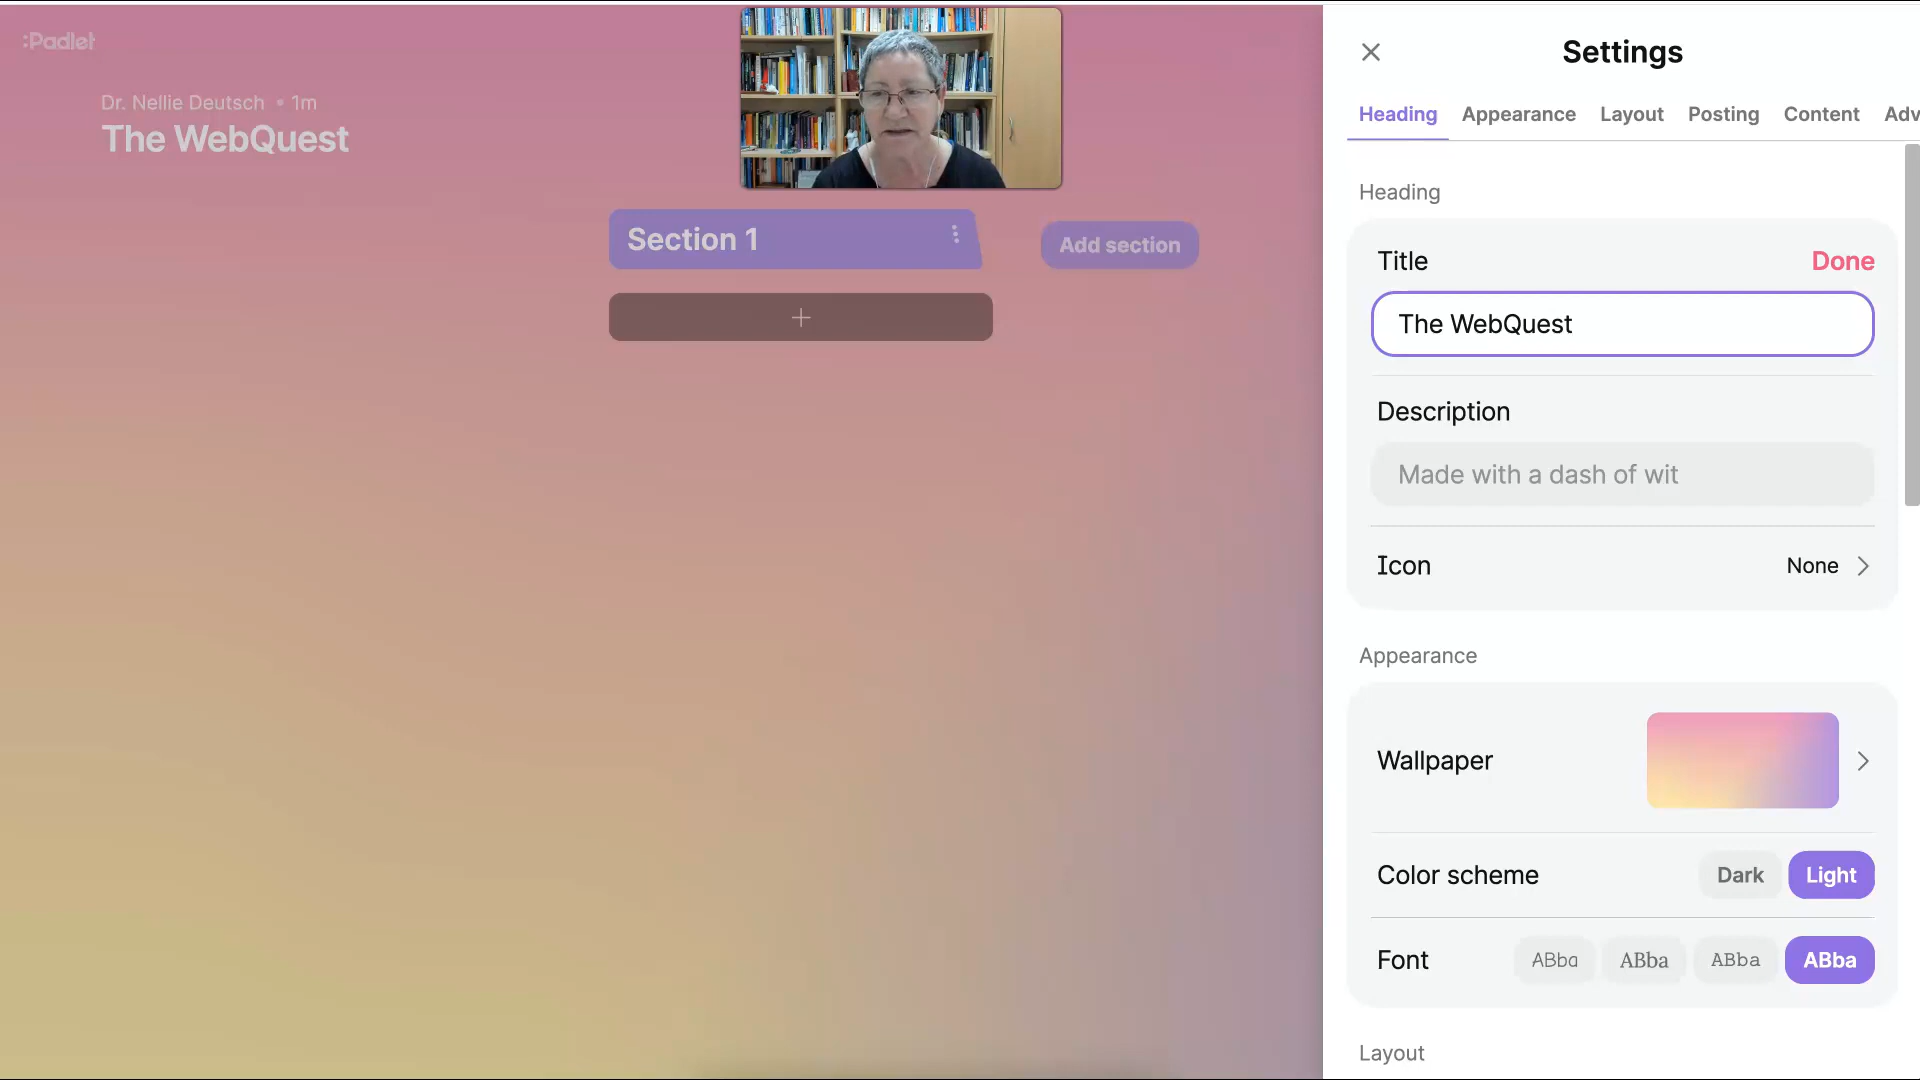 :Padlet
Dr. Nellie Deutsch • 1m
The WebQuest
Section 1
Add section
Settings
Heading Appearance Layout Posting Content Adv
Heading
Title Done
The WebQuest
Description
Made with a dash of wit
Icon None
Appearance
Wallpaper
Color scheme Dark Light
Font ABba ABba ABba ABba
Layout